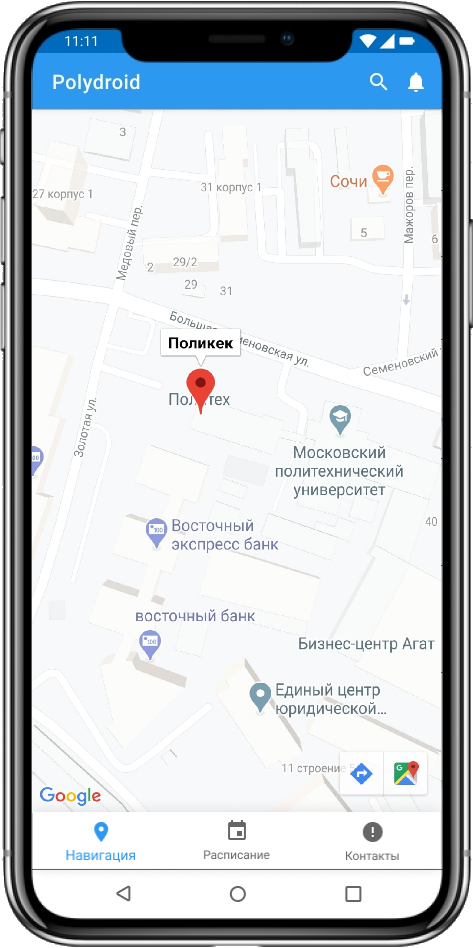 11:11
Polydroid
3
27 корпус 1
31 корпус 1
Сочи
Мажоров пер.
5
6
Медовый пер.
2
29/2
29
31
Большая Семеновская ул.
Семеновский
Поликек
Политех
Золотая ул.
Московский
политехнический
университет
40
Восточный
экспресс банк
восточный банк
Бизнес-центр Агат
Единый центр
юридической...
11 строение
Google
Навигация
Расписание
Контакты